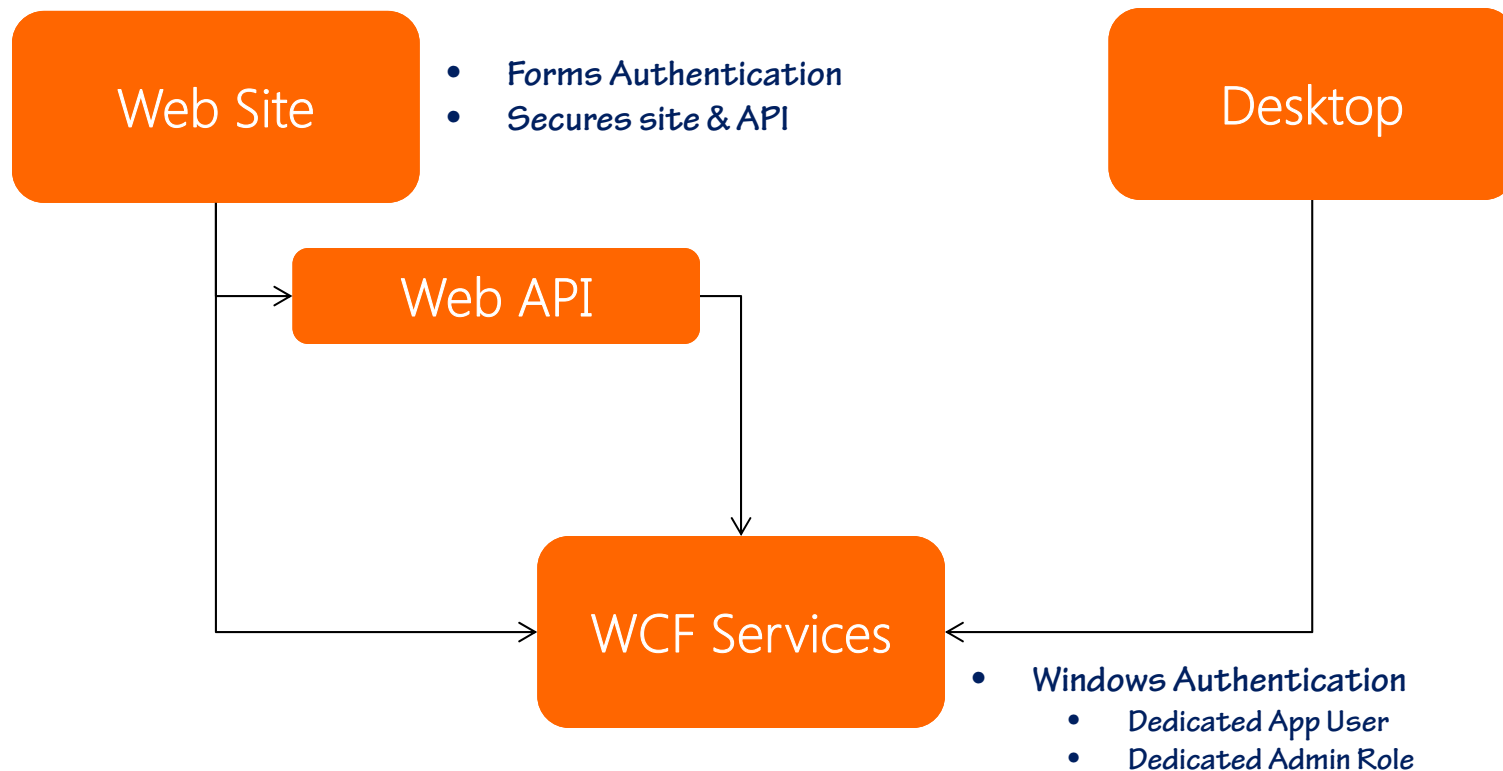 Web Site
• Forms Authentication
• Secures site & API
Desktop
Web API
WCF Services
• Windows Authentication
• Dedicated App User
• Dedicated Admin Role